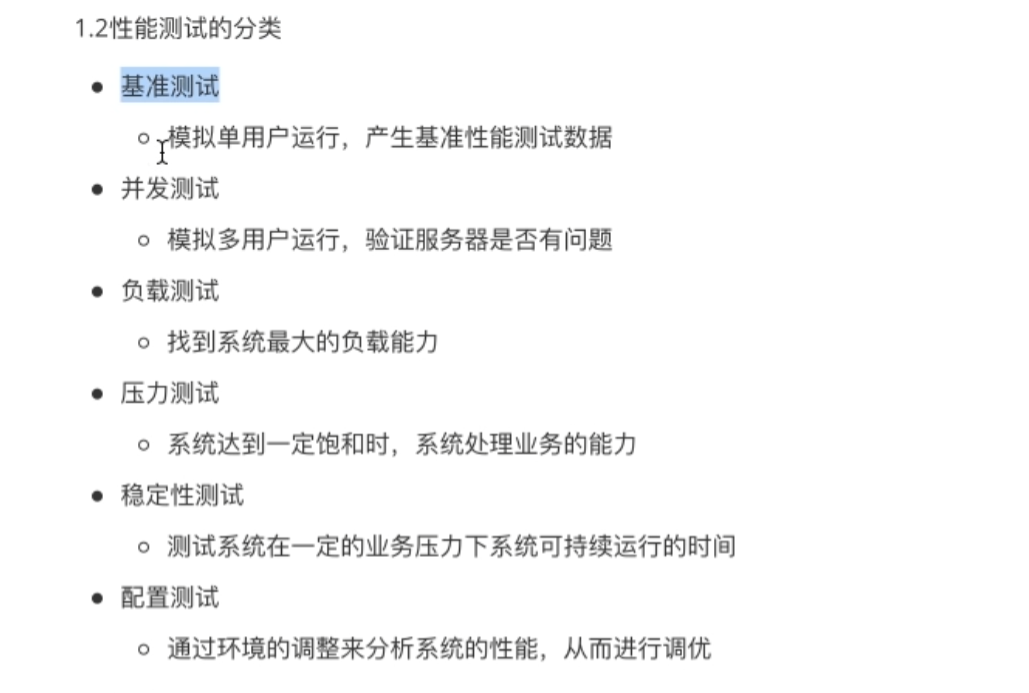 1.2性能测试的分类
基准测试
模拟单用户运行，产生基准性能测试数据
并发测试
模拟多用户运行，验证服务器是否有问题
负载测试
找到系统最大的负载能力
压力测试
系统达到一定饱和时，系统处理业务的能力
稳定性测试
测试系统在一定的业务压力下系统可持续运行的时间
配置测试
通过环境的调整来分析系统的性能，从而进行调优